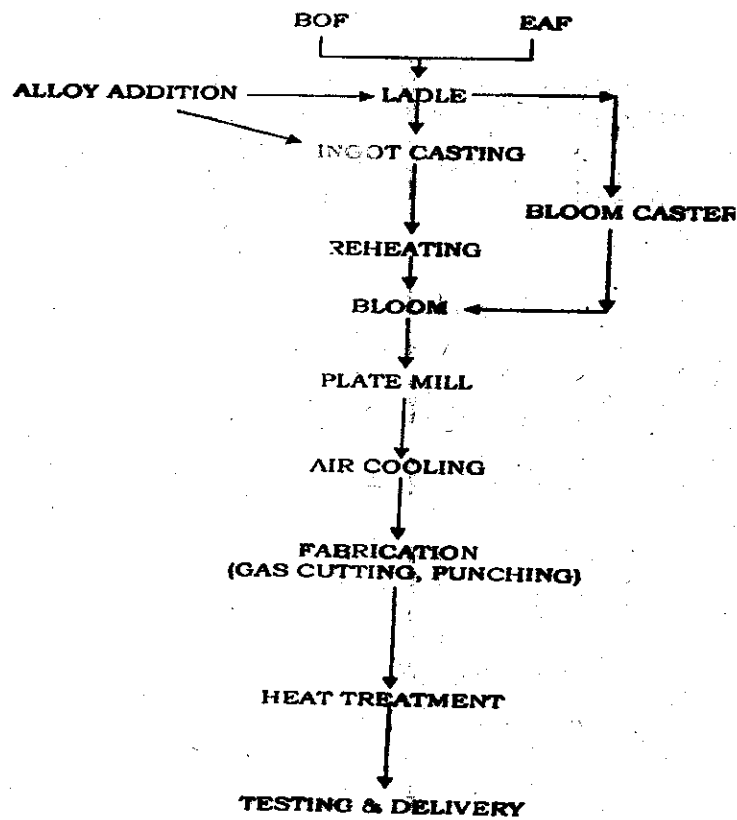 BOF EAF
ALLOY ADDITION LADLE
INGOT CASTING
BLOOM CASTER
REHEATING
BLOOM
PLATE MILL
AIR COOLING
FABRICATION
(GAS CUTTING, PUNCHING)
HEAT TREATMENT
TESTING & DELIVERY